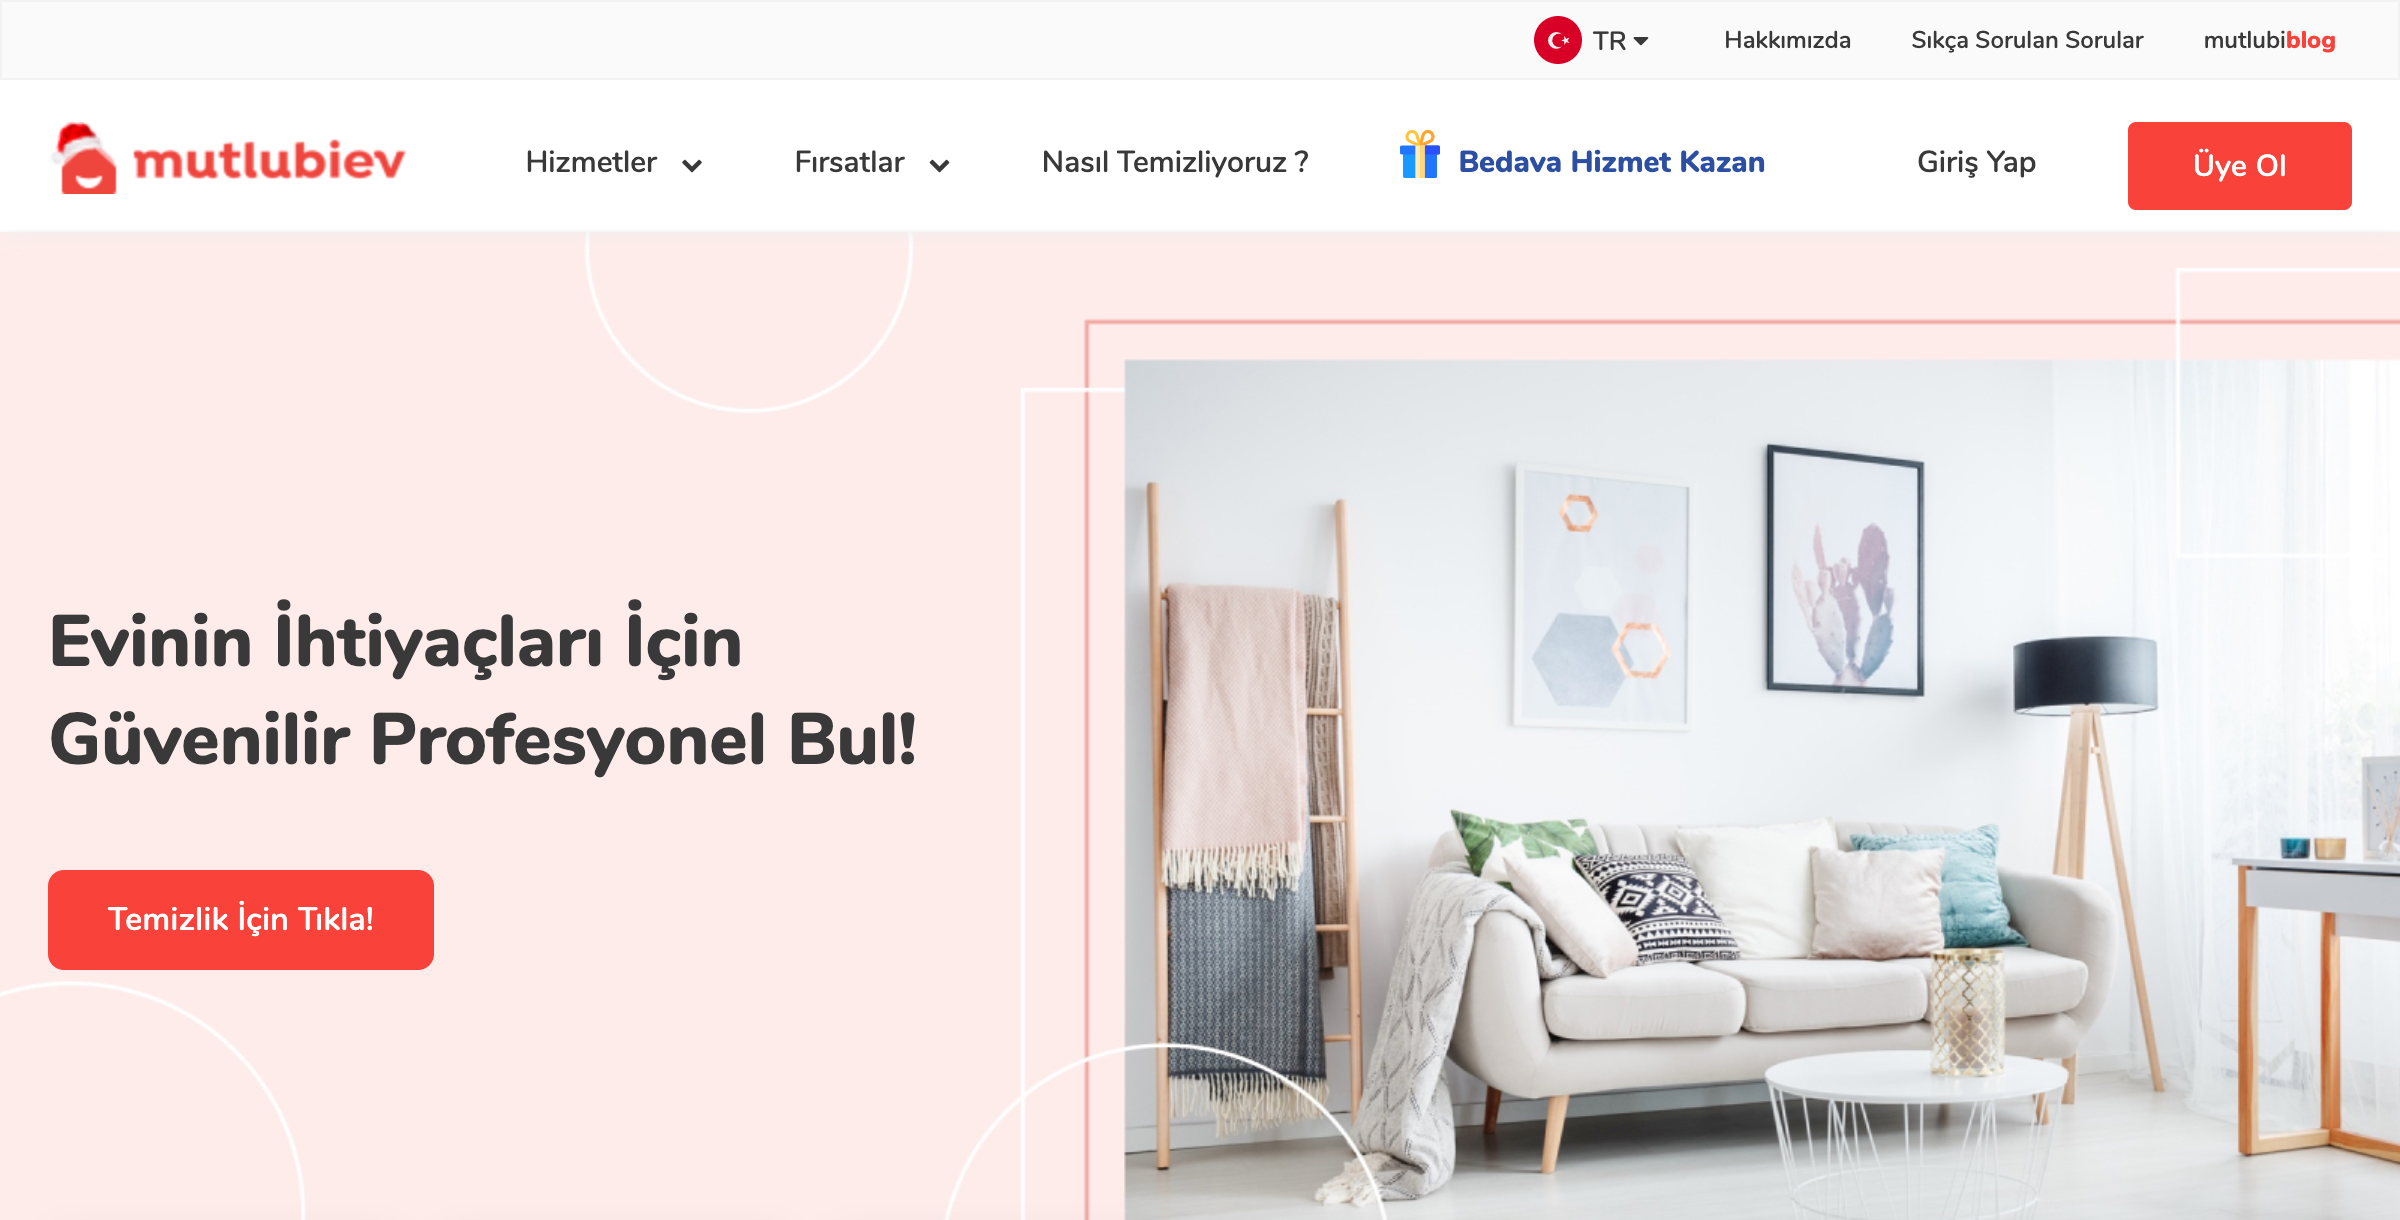 TR
Hakkımızda
Sıkça Sorulan Sorular
mutlubiblog
mutlubiev
Hizmetler
Fırsatlar
Nasıl Temizliyoruz ?
Bedava Hizmet Kazan
Giriş Yap
Üye Ol
Evinin İhtiyaçları İçin
Güvenilir Profesyonel Bul!
Temizlik İçin Tıkla!